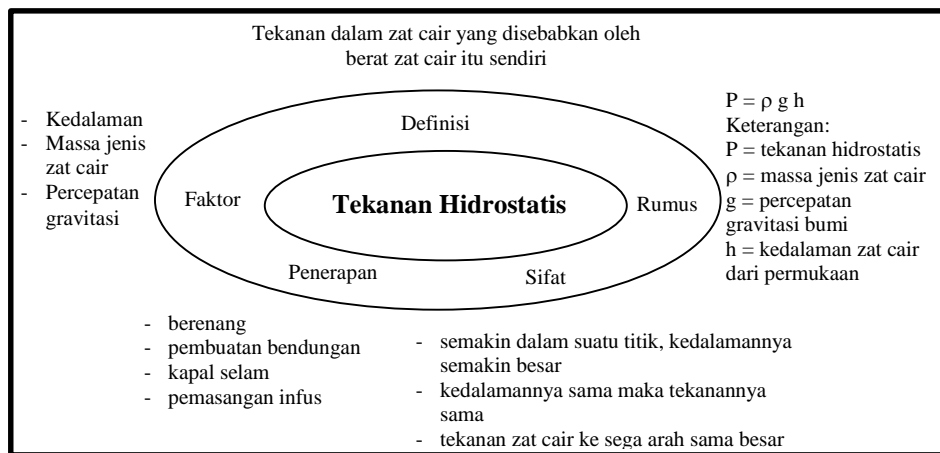 Tekanan dalam zat cair yang disebabkan oleh
berat zat cair itu sendiri
- Kedalaman
- Massa jenis
zat cair
- Percepatan
gravitasi
Definisi
Faktor
Tekanan Hidrostatis
Rumus
Penerapan
Sifat
P = ρ g h
Keterangan:
P = tekanan hidrostatis
ρ = massa jenis zat cair
g = percepatan
gravitasi bumi
h = kedalaman zat cair
dari permukaan
- berenang
- pembuatan bendungan
- kapal selam
- pemasangan infus
- semakin dalam suatu titik, kedalamannya
semakin besar
- kedalamannya sama maka tekanannya
sama
- tekanan zat cair ke sega arah sama besar